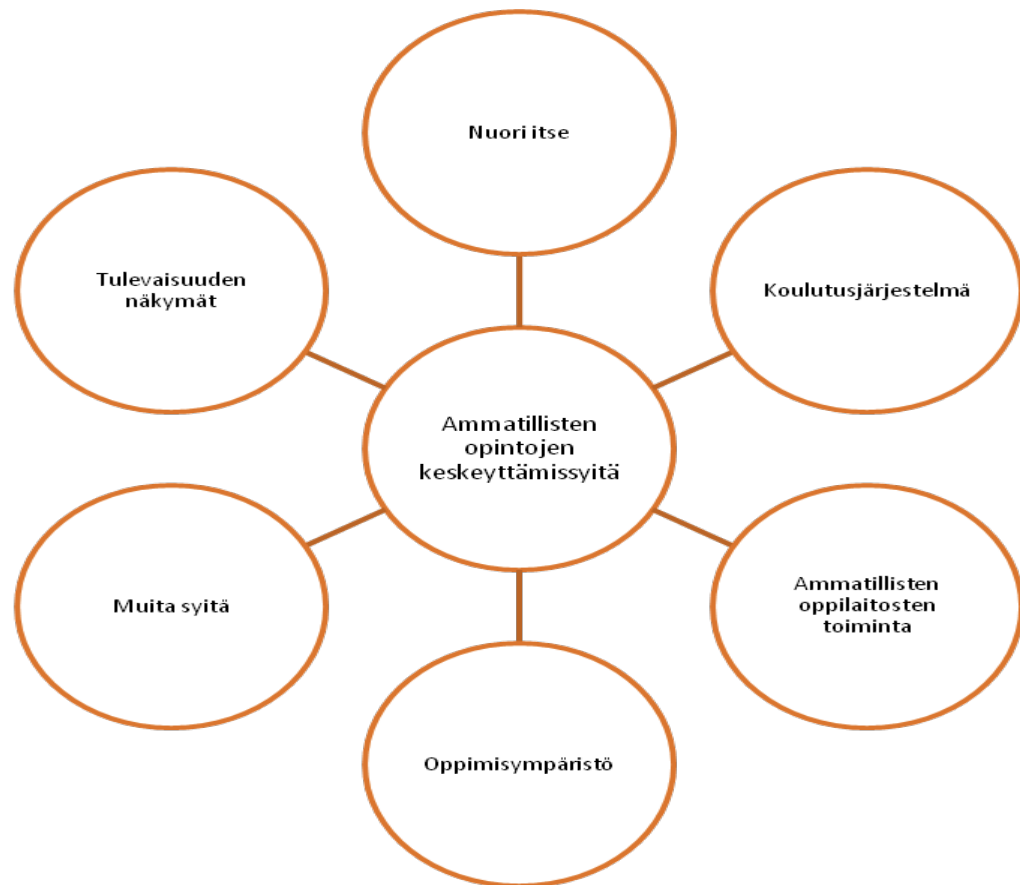 Nuori itse
Tulevaisuuden
näkymät
Koulutusjärjestelmä
Ammatillisten
opintojen
keskeyttämissyitä
Muita syitä
Ammatillisten
oppilaitosten
toiminta
Oppimisympäristö